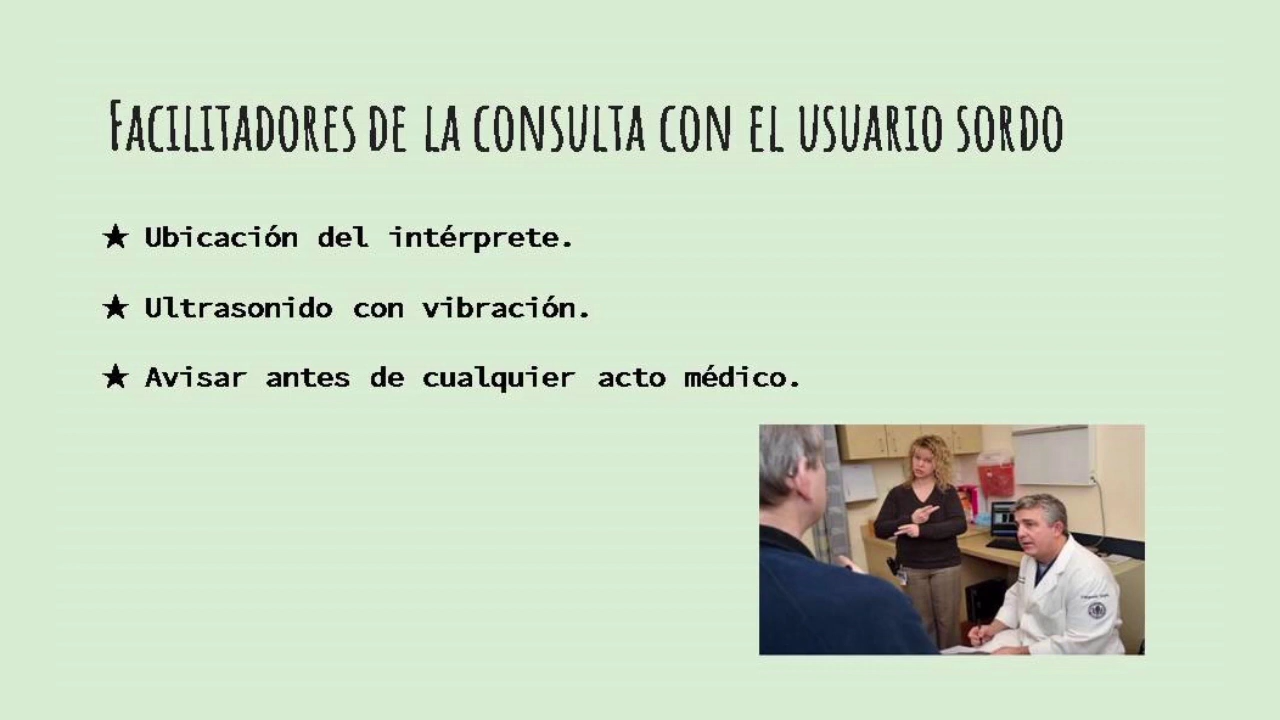 Facilitadores de la consulta con el usuario sordo
★ Ubicación del intérprete.
★ Ultrasonido con vibración.
★ Avisar antes de cualquier acto médico.